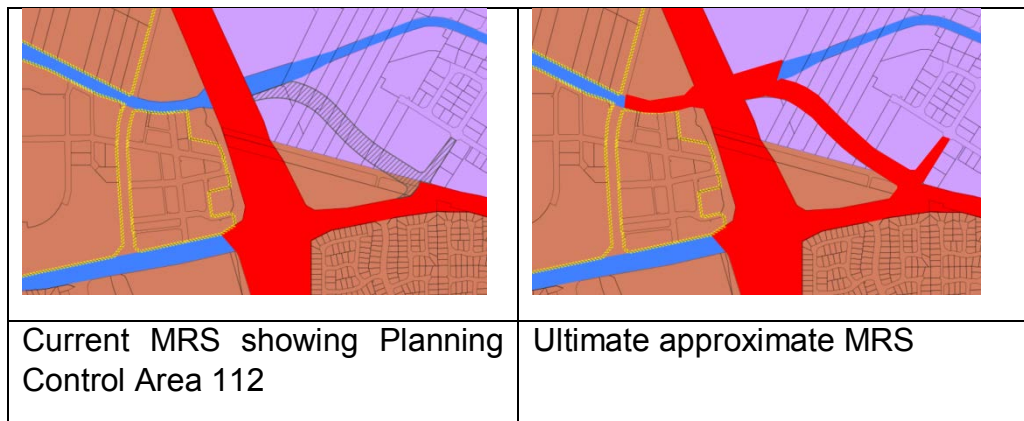 Current MRS showing Planning
Control Area 112
Ultimate approximate MRS